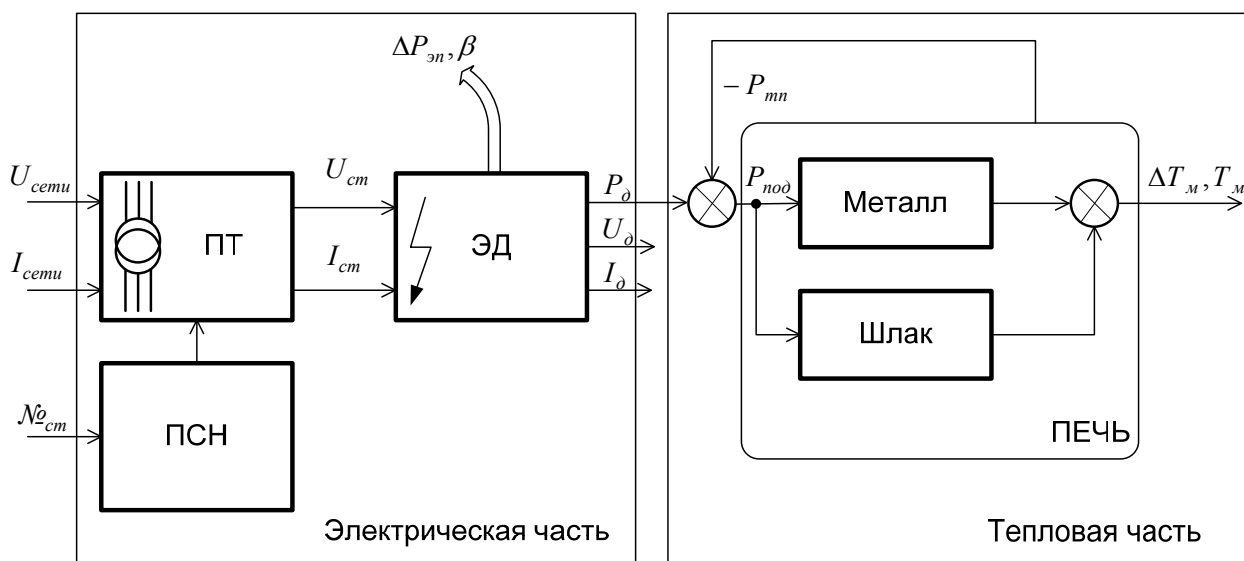 ΔP_эп, β
– P_тп
U_сети
U_ст
P_д
P_под
Металл
ΔT_м, T_м
ПТ
ЭД
U_д
I_сети
I_ст
I_д
Шлак
№_ст
ПСН
ПЕЧЬ
Электрическая часть
Тепловая часть